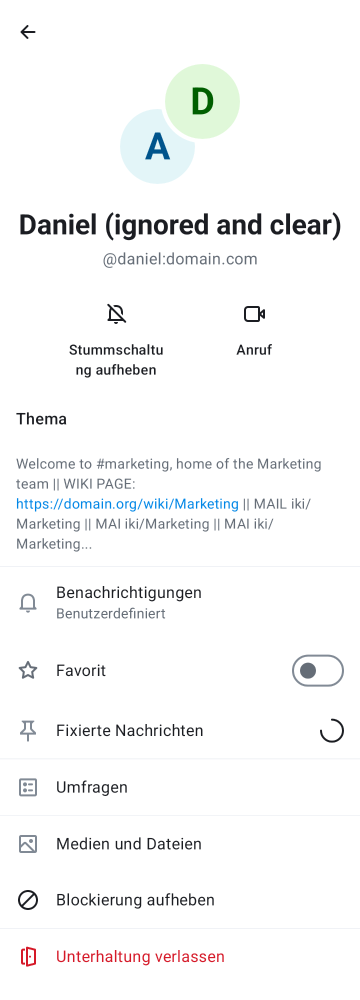 D
A
Daniel (ignored and clear)
@daniel:domain.com
Stummschaltu
ng aufheben
Anruf
Thema
Welcome to #marketing, home of the Marketing
team || WIKI PAGE:
https://domain.org/wiki/Marketing || MAIL iki/
Marketing || MAI iki/Marketing || MAI iki/
Marketing...
Benachrichtigungen
Benutzerdefiniert
Favorit
Fixierte Nachrichten
Umfragen
Medien und Dateien
Blockierung aufheben
Unterhaltung verlassen